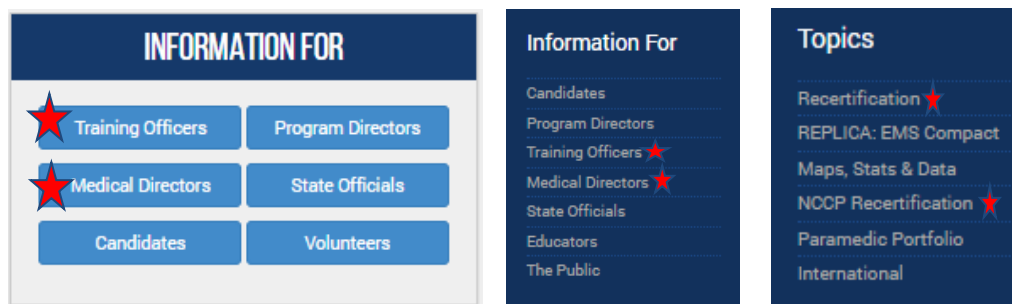 INFORMATION FOR
Training Officers
Program Directors
Medical Directors
State Officials
Candidates
Volunteers
Information For
Candidates
Program Directors
Training Officers
Medical Directors
State Officials
Educators
The Public
Topics
Recertification
REPLICA: EMS Compact
Maps, Stats & Data
NCCP Recertification
Paramedic Portfolio
International